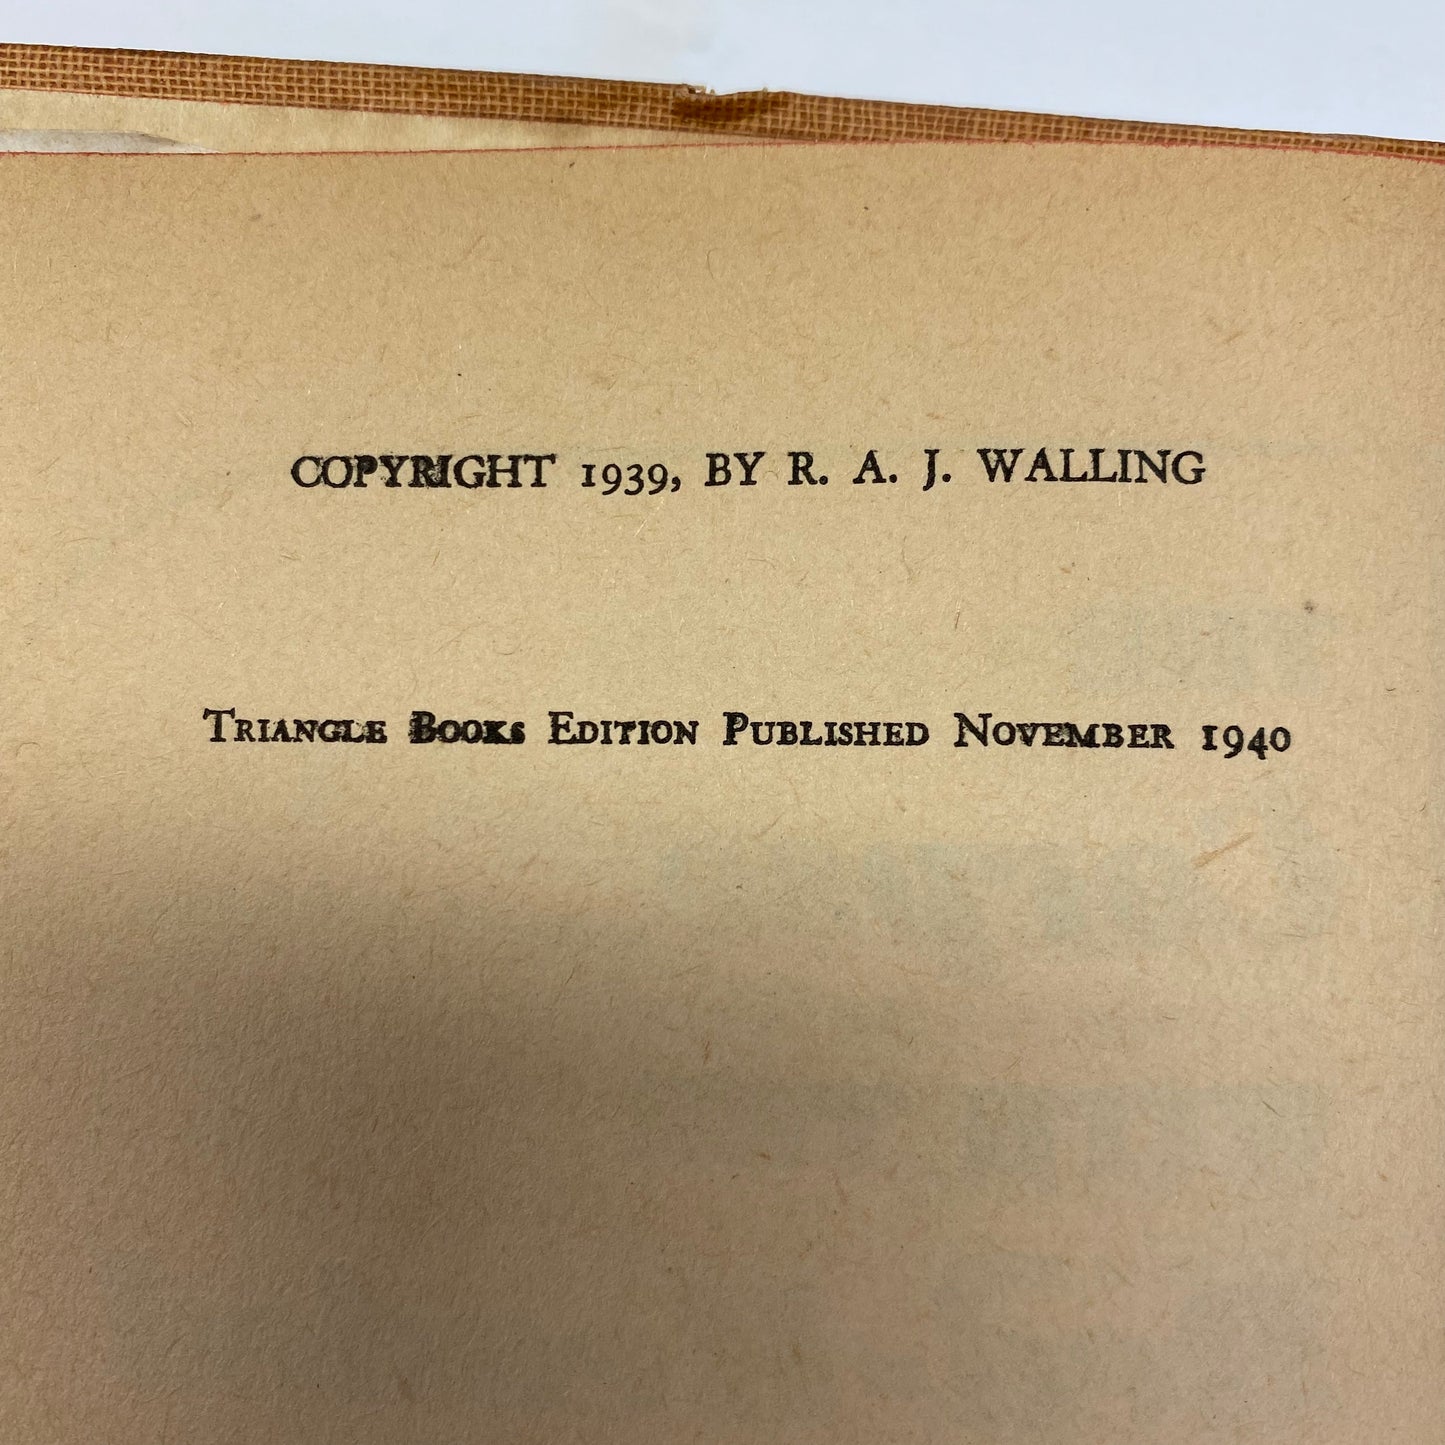 COPYRIGHT 1939, BY R. A. J. WALLING
TRIANGLE BOOKS EDITION PUBLISHED NOVEMBER 1940